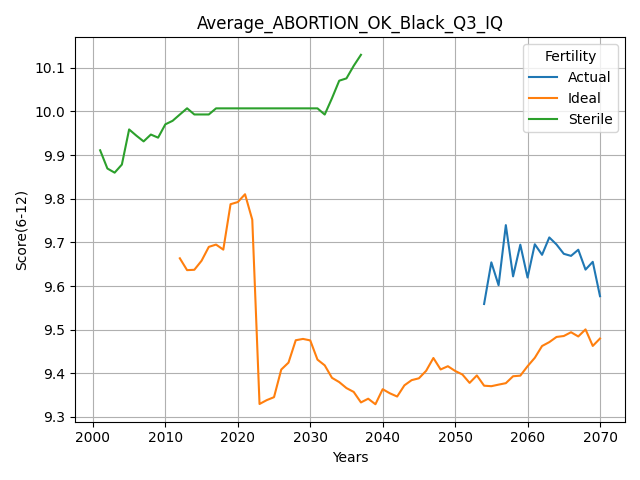 Average_ABORTION_OK_Black_Q3_IQ
Fertility
Actual
Ideal
Sterile
Score(6-12)
10.1
10.0
9.9
9.8
9.7
9.6
9.5
9.4
9.3
2000 2010 2020 2030 2040 2050 2060 2070
Years